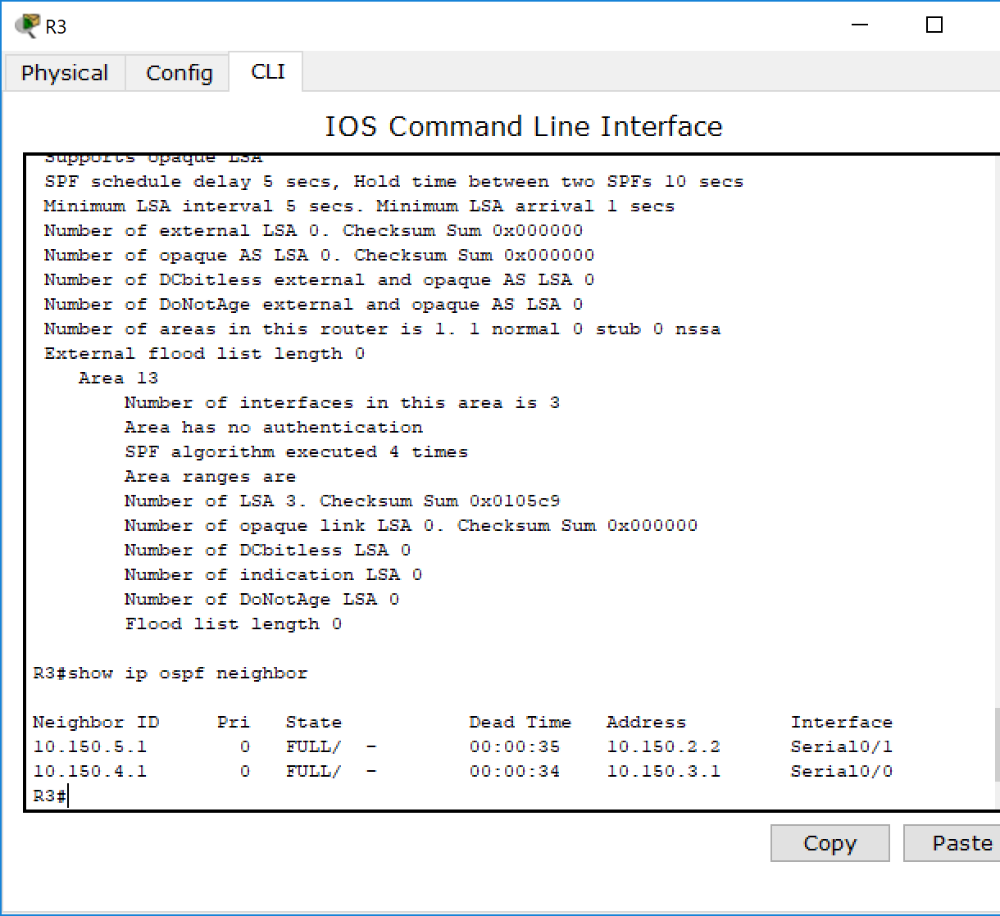 R3
Physical Config CLI
IOS Command Line Interface
Supports opaque LSA
SPF schedule delay 5 secs, Hold time between two SPFs 10 secs
Minimum LSA interval 5 secs. Minimum LSA arrival 1 secs
Number of external LSA 0. Checksum Sum 0x000000
Number of opaque AS LSA 0. Checksum Sum 0x000000
Number of DCbitless external and opaque AS LSA 0
Number of DoNotAge external and opaque AS LSA 0
Number of areas in this router is 1. 1 normal 0 stub 0 nssa
External flood list length 0
Area 13
Number of interfaces in this area is 3
Area has no authentication
SPF algorithm executed 4 times
Area ranges are
Number of LSA 3. Checksum Sum 0x0105c9
Number of opaque link LSA 0. Checksum Sum 0x000000
Number of DCbitless LSA 0
Number of indication LSA 0
Number of DoNotAge LSA 0
Flood list length 0
R3#show ip ospf neighbor
Neighbor ID Pri State Dead Time Address Interface
10.150.5.1 0 FULL/ - 00:00:35 10.150.2.2 Serial0/1
10.150.4.1 0 FULL/ - 00:00:34 10.150.3.1 Serial0/0
R3#
Copy Paste